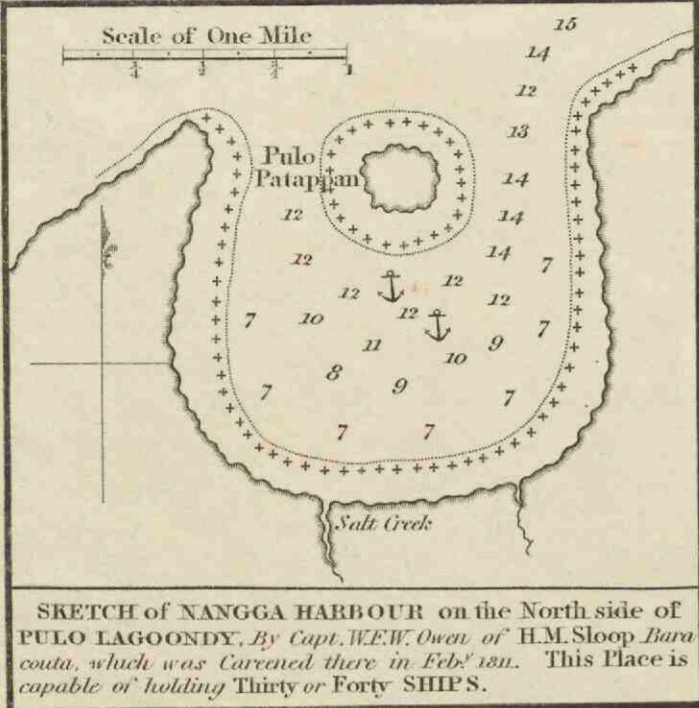 Scale of One Mile
1/4 1/2 3/4 1
15
14
12
13
Pulo
Patappan
14
12 14
12 14 7
12 12 12
7 10 12 7
11 10 9
8 9
7 7
7 7
Salt Creek
SKETCH of NANGGA HARBOUR on the North side of
PULO LAGOONDY, By Capt. W.F.W. Owen of H.M. Sloop Bara
couta, which was Careened there in Feby. 1811. This Place is
capable of holding Thirty or Forty SHIPS.